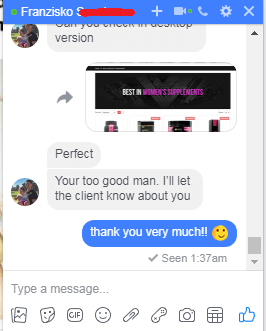 Franzisko
Can you check in desktop
version
BEST IN WOMEN'S SUPPLEMENTS
Perfect
Your too good man. I'll let
the client know about you
thank you very much!!
Seen 1:37am
Type a message...
GIF